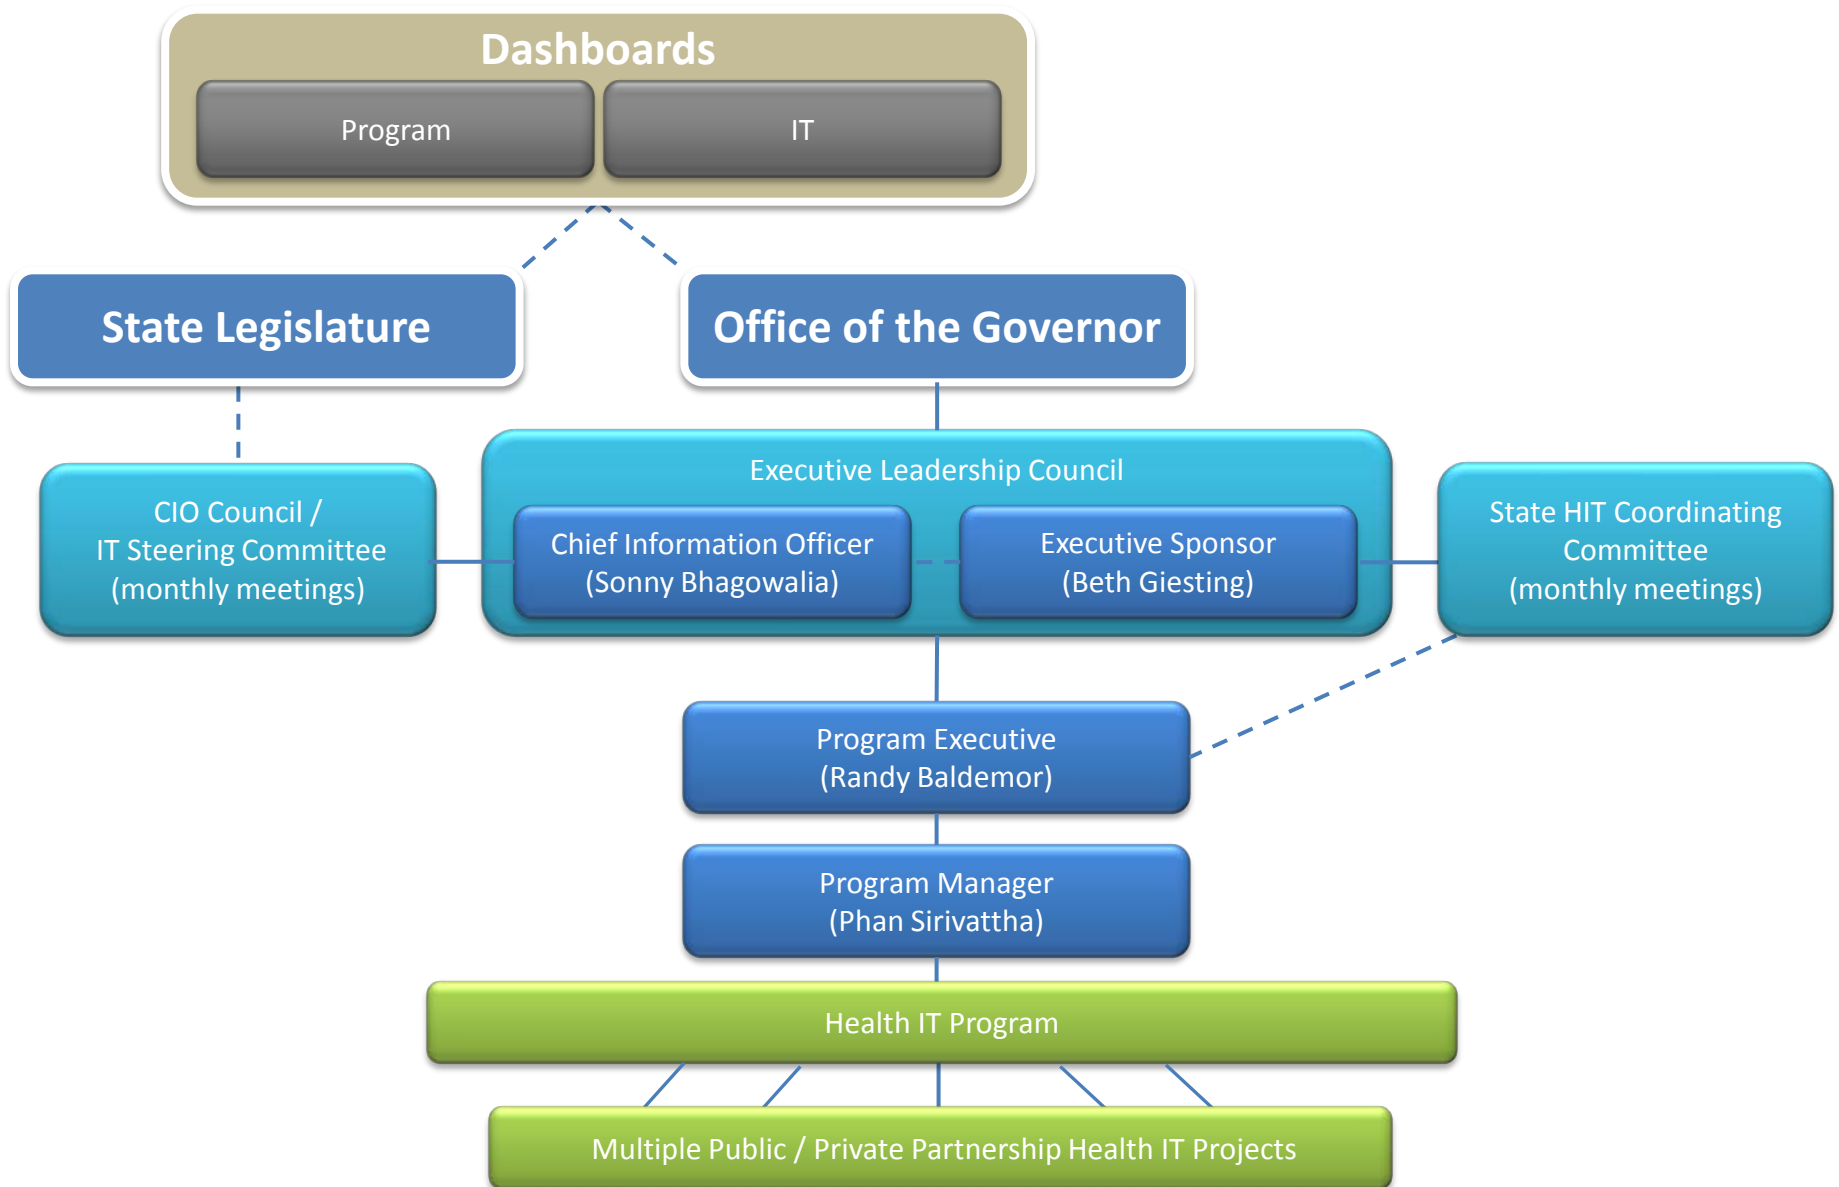 Dashboards
Program
IT
State Legislature
Office of the Governor
Executive Leadership Council
CIO Council /
IT Steering Committee
(monthly meetings)
Chief Information Officer
(Sonny Bhagowalia)
Executive Sponsor
(Beth Giesting)
State HIT Coordinating
Committee
(monthly meetings)
Program Executive
(Randy Baldemor)
Program Manager
(Phan Sirivattha)
Health IT Program
Multiple Public / Private Partnership Health IT Projects